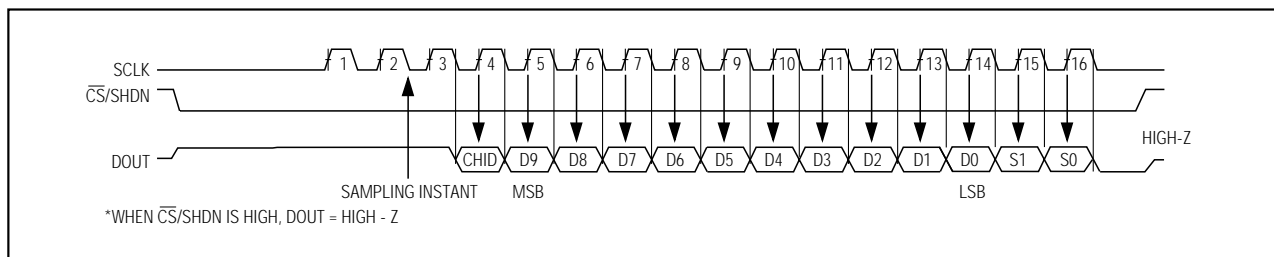 SCLK 1 2 3 4 5 6 7 8 9 10 11 12 13 14 15 16
CS/SHDN
HIGH-Z
DOUT CHID D9 D8 D7 D6 D5 D4 D3 D2 D1 D0 S1 S0
SAMPLING INSTANT MSB LSB
*WHEN CS/SHDN IS HIGH, DOUT = HIGH - Z